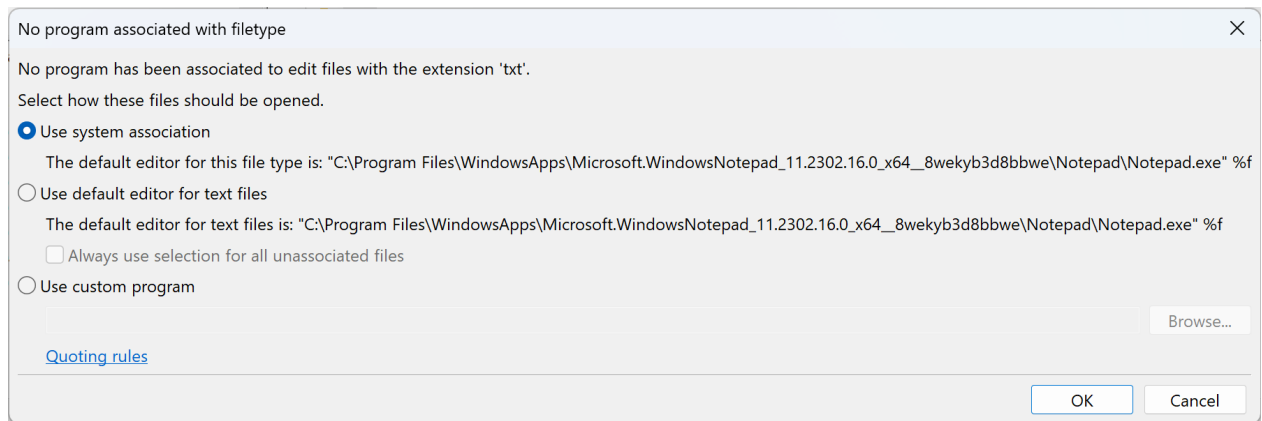 No program associated with filetype
No program has been associated to edit files with the extension 'txt'.
Select how these files should be opened.
Use system association
The default editor for this file type is: "C:\Program Files\WindowsApps\Microsoft.WindowsNotepad_11.2302.16.0_x64__8wekyb3d8bbwe\Notepad\Notepad.exe" %f
Use default editor for text files
The default editor for text files is: "C:\Program Files\WindowsApps\Microsoft.WindowsNotepad_11.2302.16.0_x64__8wekyb3d8bbwe\Notepad\Notepad.exe" %f
Always use selection for all unassociated files
Use custom program
Browse...
Quoting rules
OK Cancel